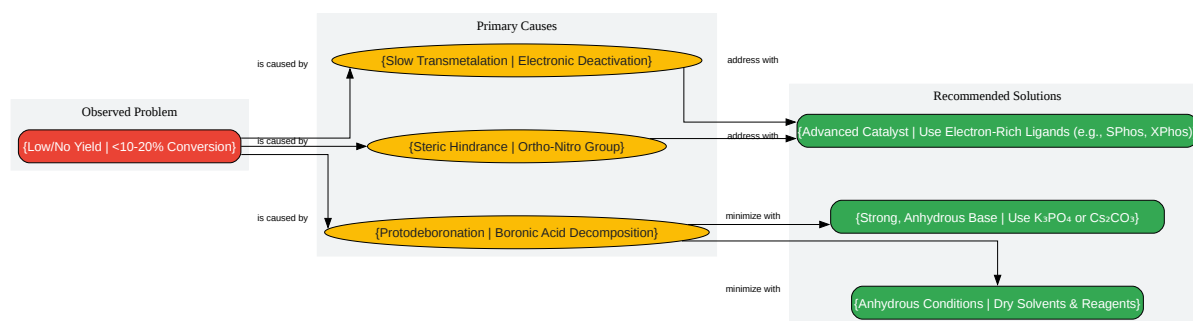 Primary Causes
is caused by
{Slow Transmetalation | Electronic Deactivation}
address with
Observed Problem
Recommended Solutions
{Low/No Yield | <10-20% Conversion}
is caused by
{Steric Hindrance | Ortho-Nitro Group}
address with
{Advanced Catalyst | Use Electron-Rich Ligands (e.g., SPhos, XPhos)}
is caused by
{Protodeboronation | Boronic Acid Decomposition}
minimize with
{Strong, Anhydrous Base | Use K₃PO₄ or Cs₂CO₃}
minimize with
{Anhydrous Conditions | Dry Solvents & Reagents}